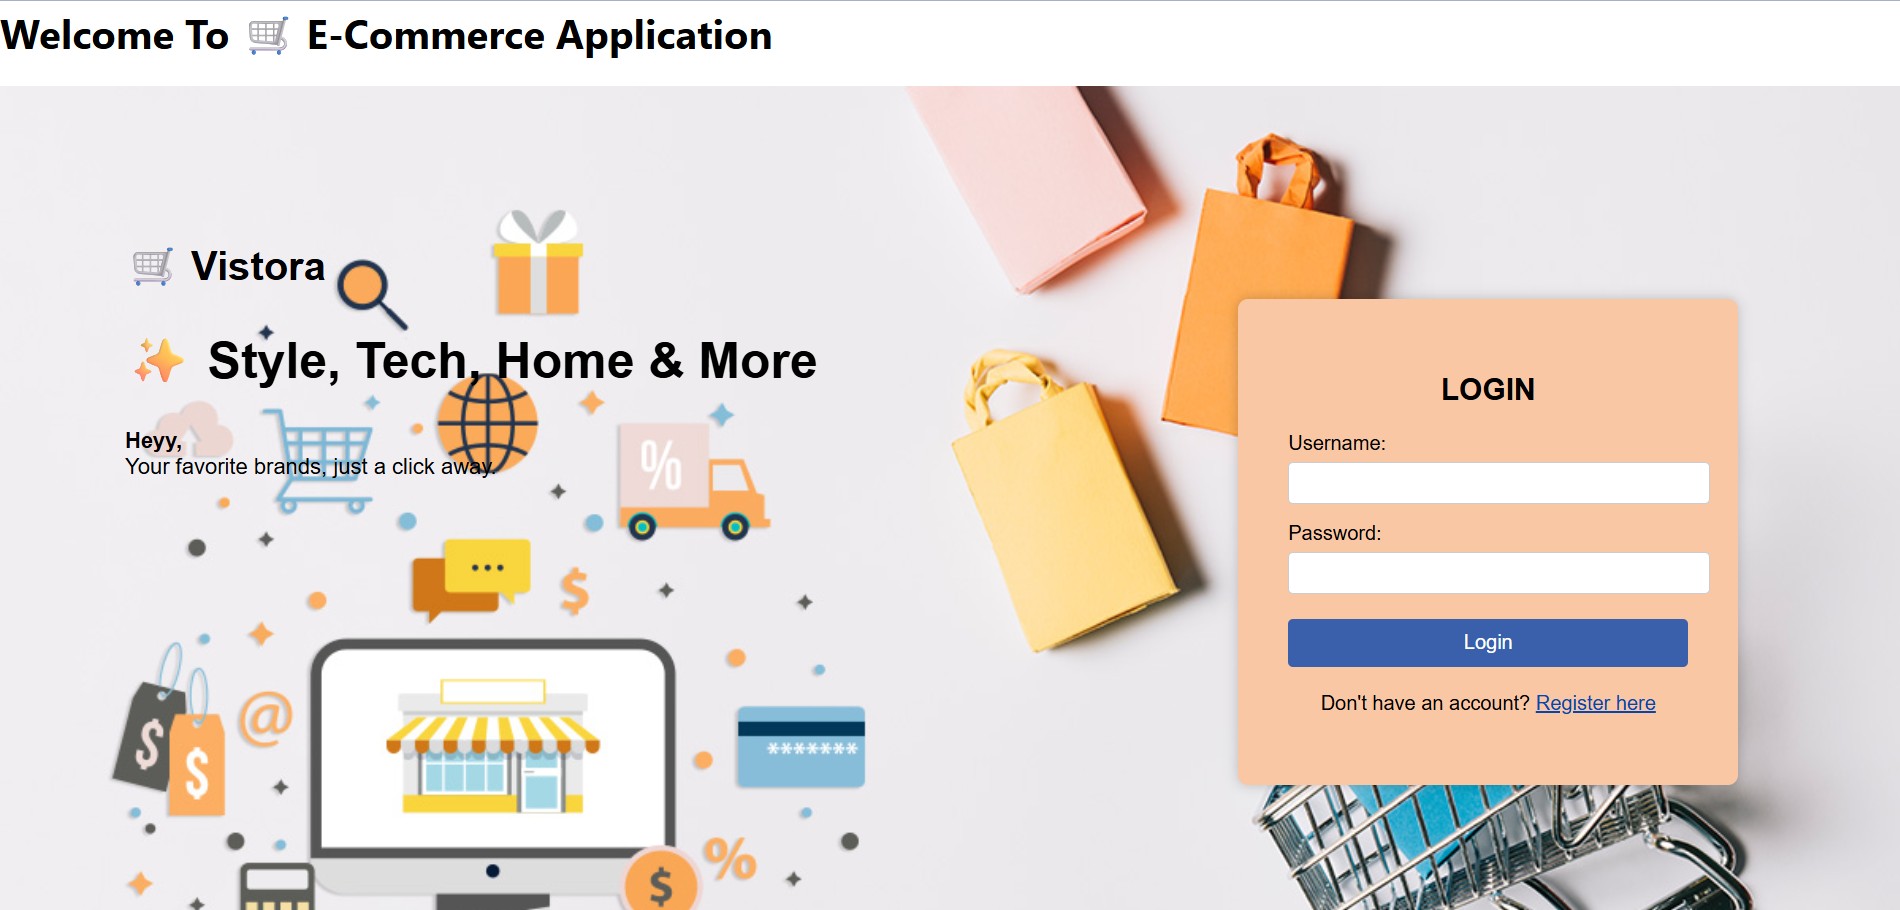 Welcome To 🛒 E-Commerce Application
🛒 Vistora
✨ Style, Tech, Home & More
Heyy,
Your favorite brands, just a click away.
%
$
$
$
@
*******
$
%
LOGIN
Username:
Password:
Login
Don't have an account? Register here